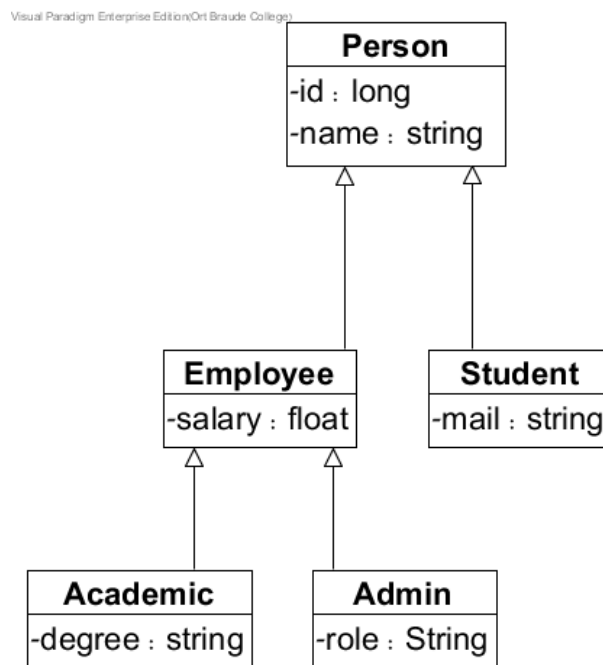 Visual Paradigm Enterprise Edition(Ort Braude College)
Person
-id : long
-name : string
Employee
-salary : float
Student
-mail : string
Academic
-degree : string
Admin
-role : String